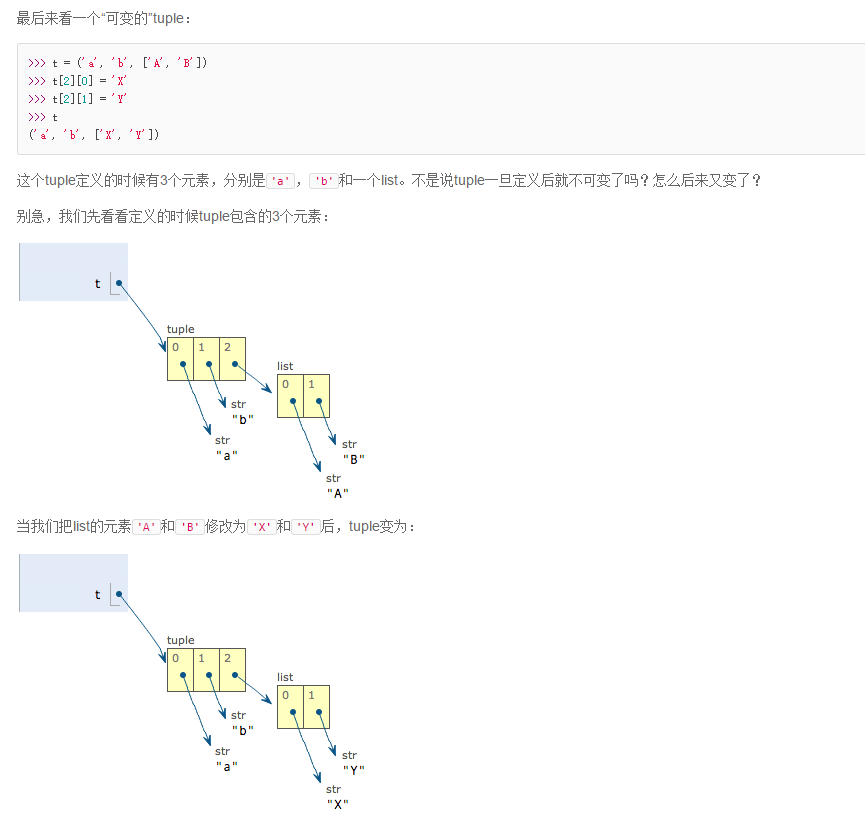 最后来看一个“可变的”tuple：
>>> t = ('a', 'b', ['A', 'B'])
>>> t[2][0] = 'X'
>>> t[2][1] = 'Y'
>>> t
('a', 'b', ['X', 'Y'])
这个tuple定义的时候有3个元素，分别是'a'，'b'和一个list。不是说tuple一旦定义后就不可变了吗？怎么后来又变了？
别急，我们先看看定义的时候tuple包含的3个元素：
t
tuple
0 1 2
list
0 1
str
"b"
str
"a"
str
"B"
str
"A"
当我们把list的元素'A'和'B'修改为'X'和'Y'后，tuple变为：
t
tuple
0 1 2
list
0 1
str
"b"
str
"a"
str
"Y"
str
"X"